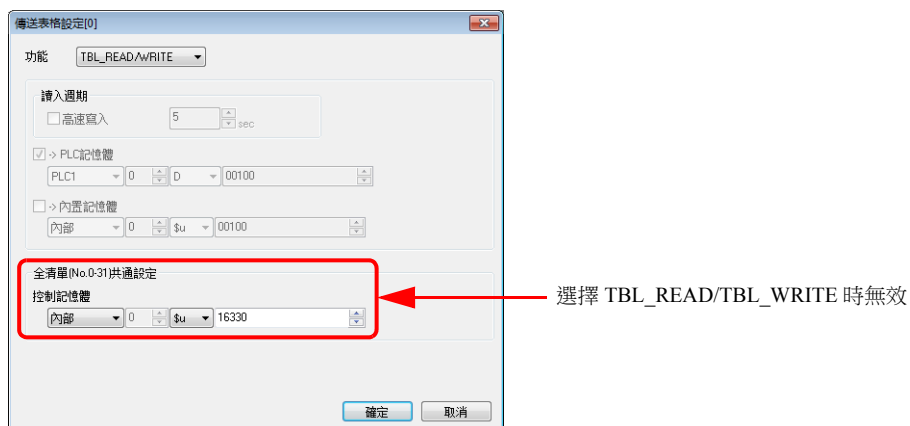 傳送表格設定[0]
功能 TBL_READ/WRITE
讀入週期
高速寫入 5 sec
-> PLC記憶體
PLC1 0 D 00100
-> 內置記憶體
內部 0 $u 00100
全清單(No.0-31)共通設定
控制記憶體
內部 0 $u 16330
選擇 TBL_READ/TBL_WRITE 時無效
確定 取消